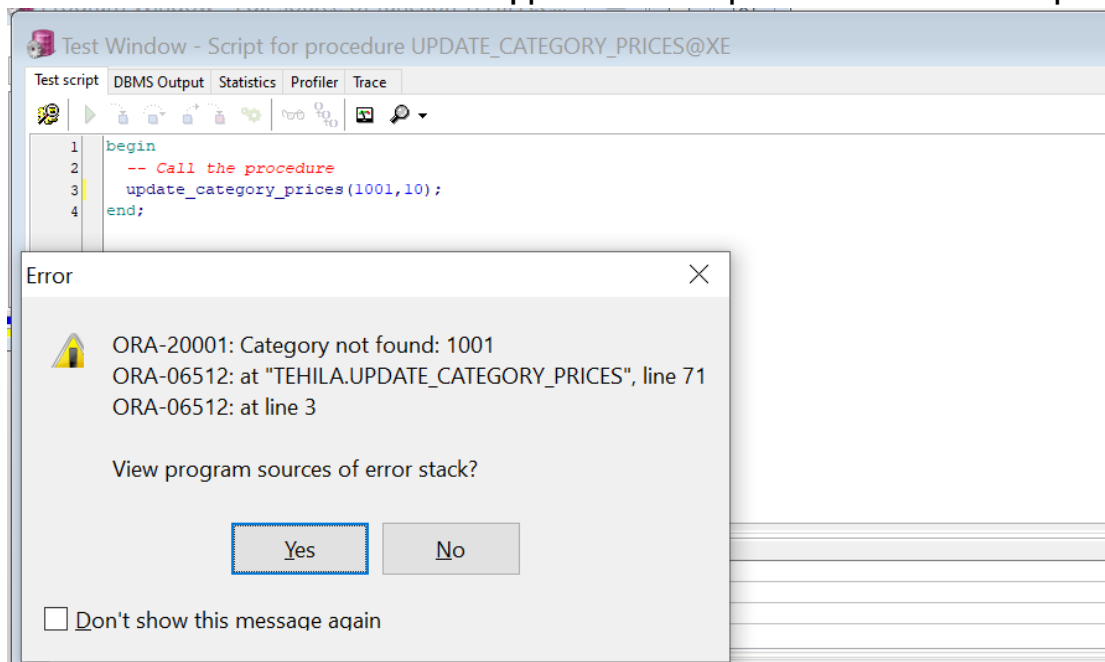 Test Window - Script for procedure UPDATE_CATEGORY_PRICES@XE
Test script DBMS Output Statistics Profiler Trace
1 begin
2 -- Call the procedure
3 update_category_prices(1001,10);
4 end;
Error
ORA-20001: Category not found: 1001
ORA-06512: at "TEHILA.UPDATE_CATEGORY_PRICES", line 71
ORA-06512: at line 3
View program sources of error stack?
Yes No
Don't show this message again